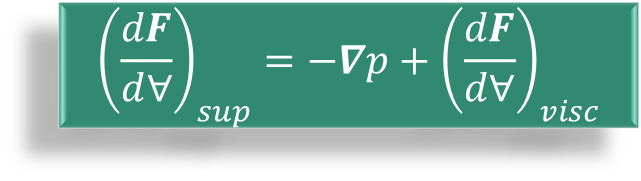 (d𝑭/d∀)_sup = −𝛁p + (d𝑭/d∀)_visc